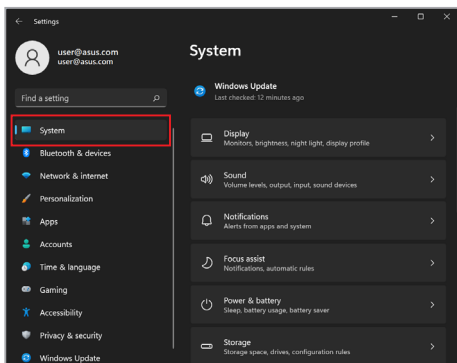 Settings
user@asus.com
user@asus.com
Find a setting
System
Bluetooth & devices
Network & internet
Personalization
Apps
Accounts
Time & language
Gaming
Accessibility
Privacy & security
Windows Update
System
Windows Update
Last checked: 12 minutes ago
Display
Monitors, brightness, night light, display profile
Sound
Volume levels, output, input, sound devices
Notifications
Alerts from apps and system
Focus assist
Notifications, automatic rules
Power & battery
Sleep, battery usage, battery saver
Storage
Storage space, drives, configuration rules